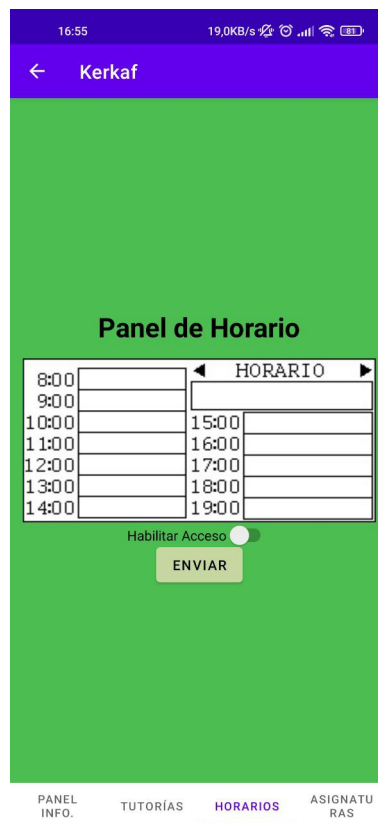 16:55 19,0KB/s 81
Kerkaf
Panel de Horario
HORARIO
8:00
9:00
10:00
11:00
12:00
13:00
14:00
15:00
16:00
17:00
18:00
19:00
Habilitar Acceso
ENVIAR
PANEL
INFO.
TUTORÍAS
HORARIOS
ASIGNATU
RAS